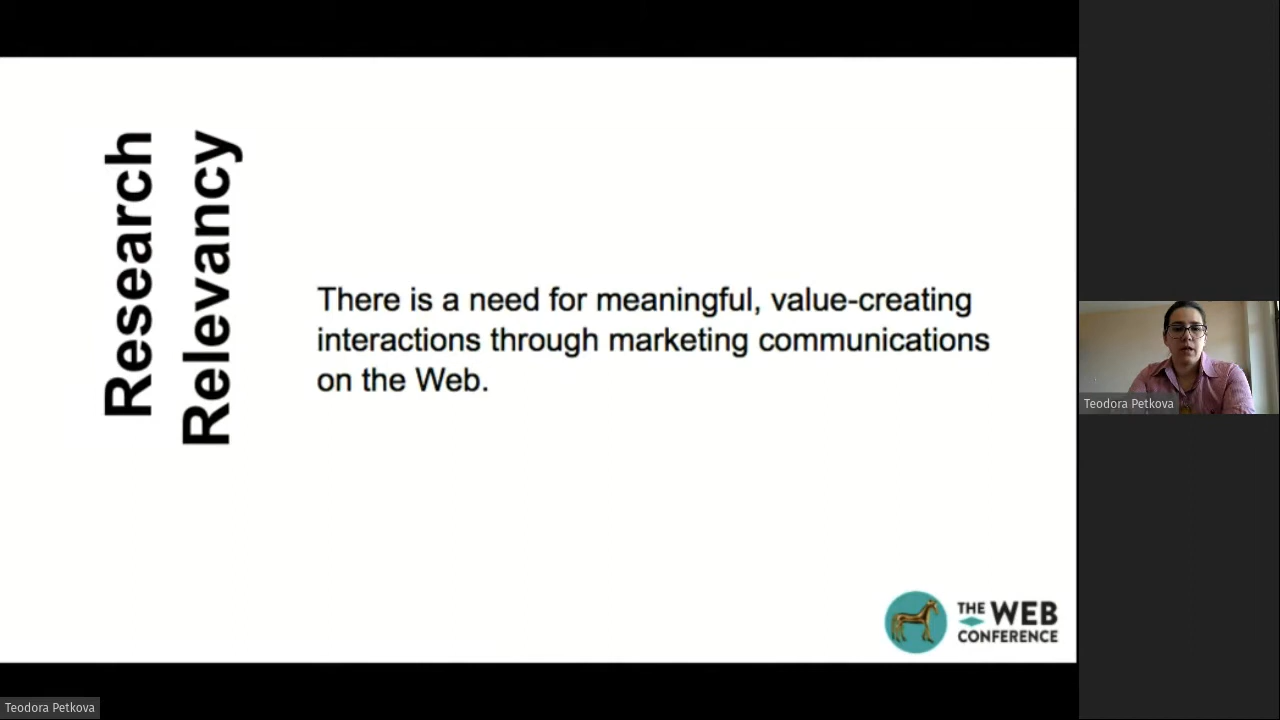 Research
Relevancy
There is a need for meaningful, value-creating
interactions through marketing communications
on the Web.
THE WEB
CONFERENCE
Teodora Petkova
Teodora Petkova